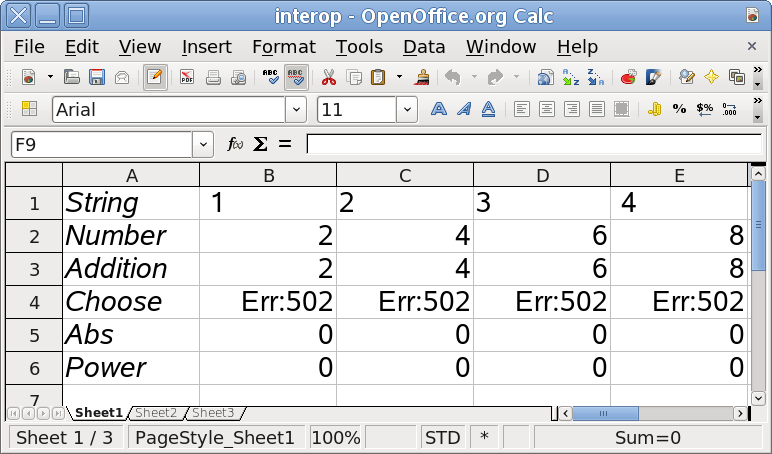 interop - OpenOffice.org Calc
File Edit View Insert Format Tools Data Window Help
PDF ABC ABC
Arial 11 % $%
F9 f(x) Σ =
A B C D E
1 String 1 2 3 4
2 Number 2 4 6 8
3 Addition 2 4 6 8
4 Choose Err:502 Err:502 Err:502 Err:502
5 Abs 0 0 0 0
6 Power 0 0 0 0
7
Sheet1 Sheet2 Sheet3
Sheet 1 / 3 PageStyle_Sheet1 100% STD * Sum=0